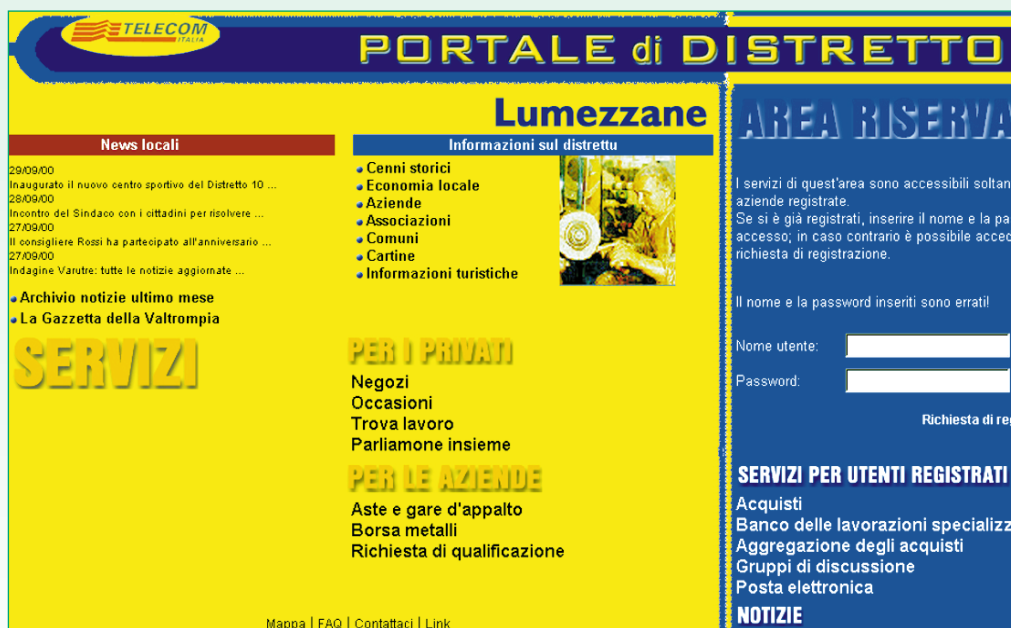 TELECOM
ITALIA
PORTALE di DISTRETTO
Lumezzane
News locali
29/09/00
Inaugurato il nuovo centro sportivo del Distretto 10 ...
28/09/00
Incontro del Sindaco con i cittadini per risolvere ...
27/09/00
Il consigliere Rossi ha partecipato all'anniversario ...
27/09/00
Indagine Varutre: tutte le notizie aggiornate ...
Archivio notizie ultimo mese
La Gazzetta della Valtrompia
Informazioni sul distrettu
Cenni storici
Economia locale
Aziende
Associazioni
Comuni
Cartine
Informazioni turistiche
SERVIZI
PER I PRIVATI
Negozi
Occasioni
Trova lavoro
Parliamone insieme
PER LE AZIENDE
Aste e gare d'appalto
Borsa metalli
Richiesta di qualificazione
Mappa | FAQ | Contattaci | Link
AREA RISERVA
I servizi di quest'area sono accessibili soltan
aziende registrate.
Se si è già registrati, inserire il nome e la pa
accesso; in caso contrario è possibile acced
richiesta di registrazione.
Il nome e la password inseriti sono errati!
Nome utente:
Password:
Richiesta di reg
SERVIZI PER UTENTI REGISTRATI
Acquisti
Banco delle lavorazioni specializz
Aggregazione degli acquisti
Gruppi di discussione
Posta elettronica
NOTIZIE